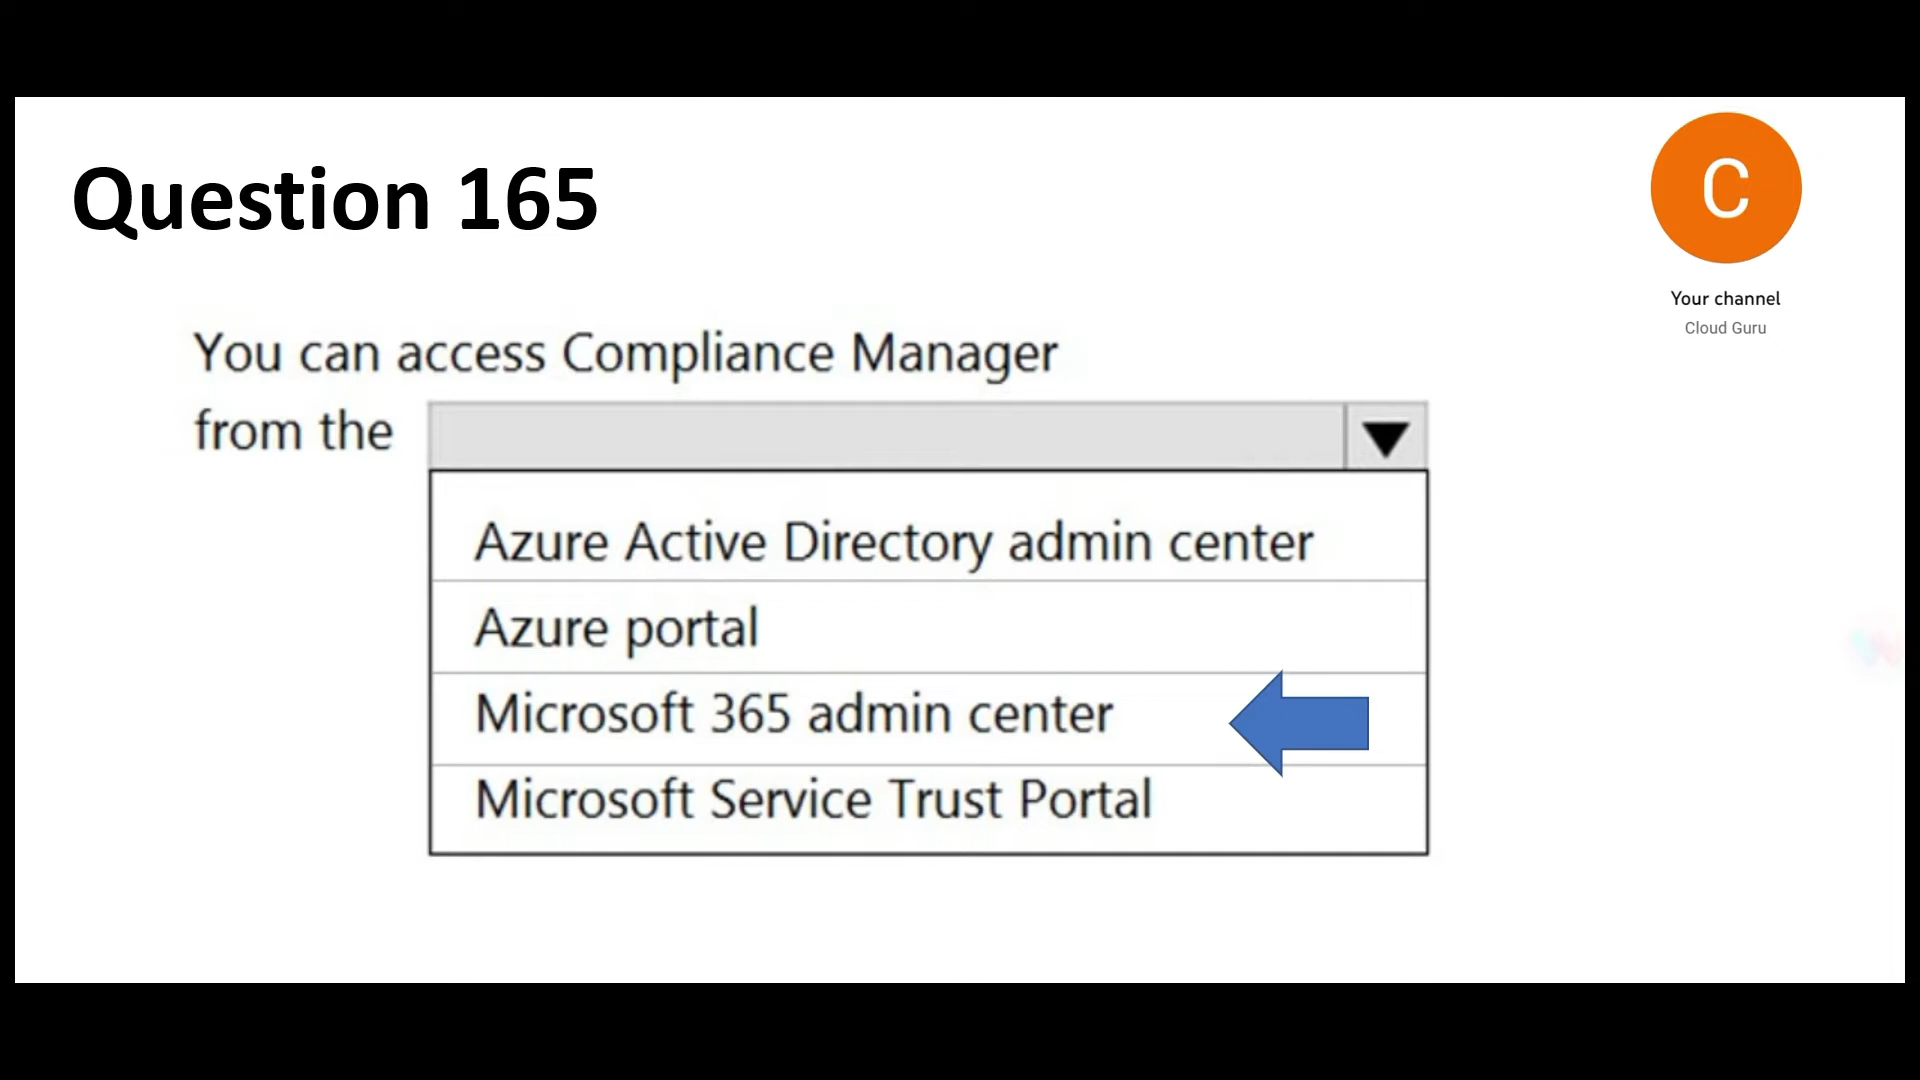 Question 165
C
Your channel
Cloud Guru
You can access Compliance Manager
from the
Azure Active Directory admin center
Azure portal
Microsoft 365 admin center
Microsoft Service Trust Portal